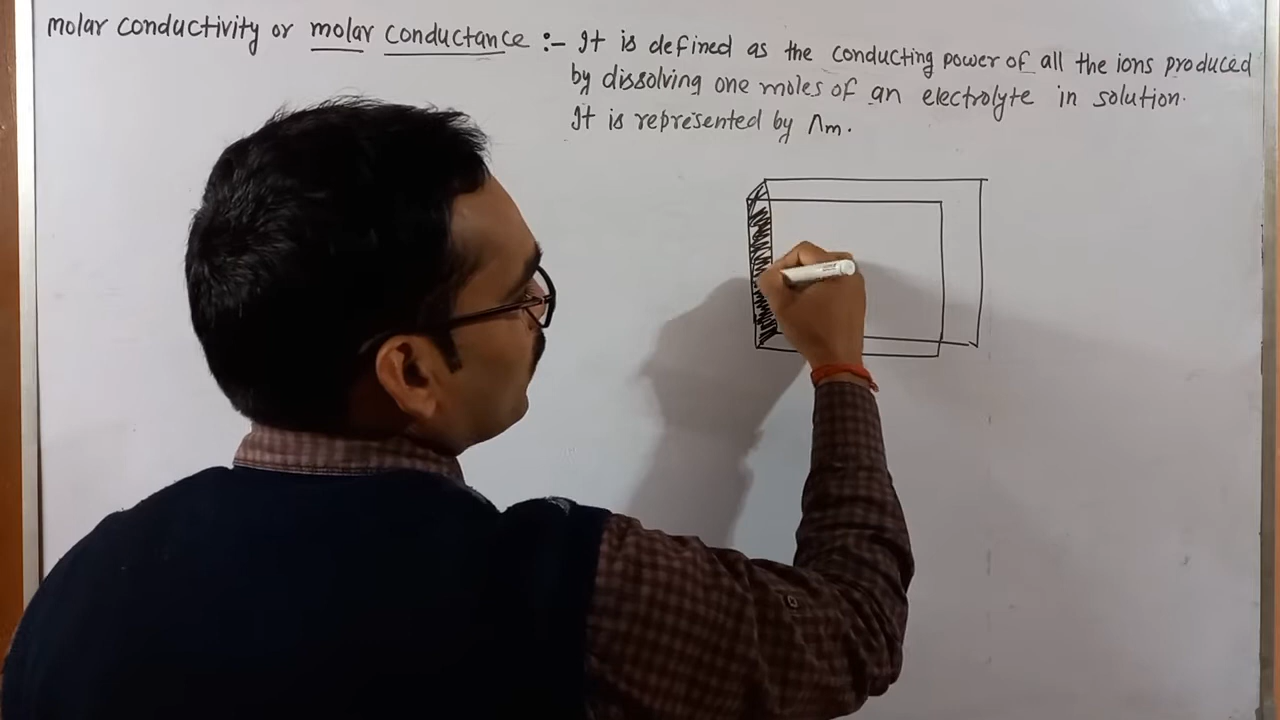 molar conductivity or molar conductance :- It is defined as the conducting power of all the ions produced
by dissolving one moles of an electrolyte in solution.
It is represented by Λm.